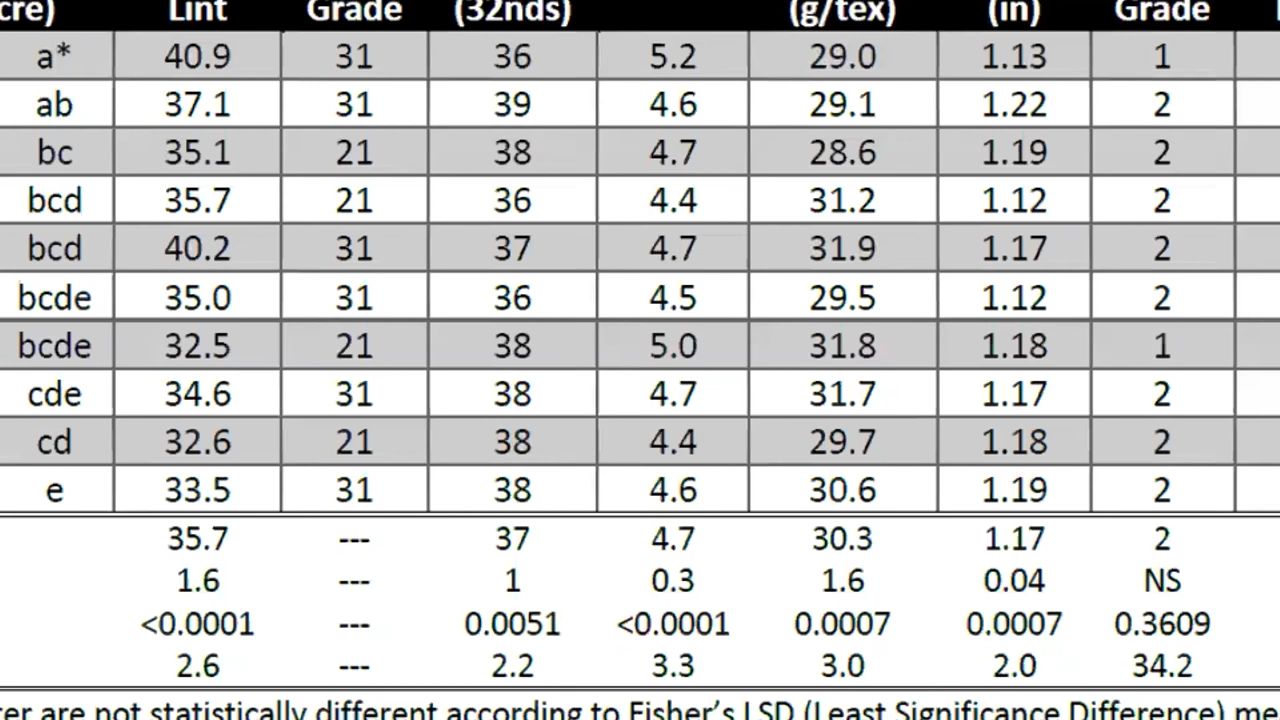 cre) Lint Grade (32nds) (g/tex) (in) Grade
a* 40.9 31 36 5.2 29.0 1.13 1
ab 37.1 31 39 4.6 29.1 1.22 2
bc 35.1 21 38 4.7 28.6 1.19 2
bcd 35.7 21 36 4.4 31.2 1.12 2
bcd 40.2 31 37 4.7 31.9 1.17 2
bcde 35.0 31 36 4.5 29.5 1.12 2
bcde 32.5 21 38 5.0 31.8 1.18 1
cde 34.6 31 38 4.7 31.7 1.17 2
cd 32.6 21 38 4.4 29.7 1.18 2
e 33.5 31 38 4.6 30.6 1.19 2
35.7 --- 37 4.7 30.3 1.17 2
1.6 --- 1 0.3 1.6 0.04 NS
<0.0001 --- 0.0051 <0.0001 0.0007 0.0007 0.3609
2.6 --- 2.2 3.3 3.0 2.0 34.2
ter are not statistically different according to Fisher's LSD (Least Significance Difference) me